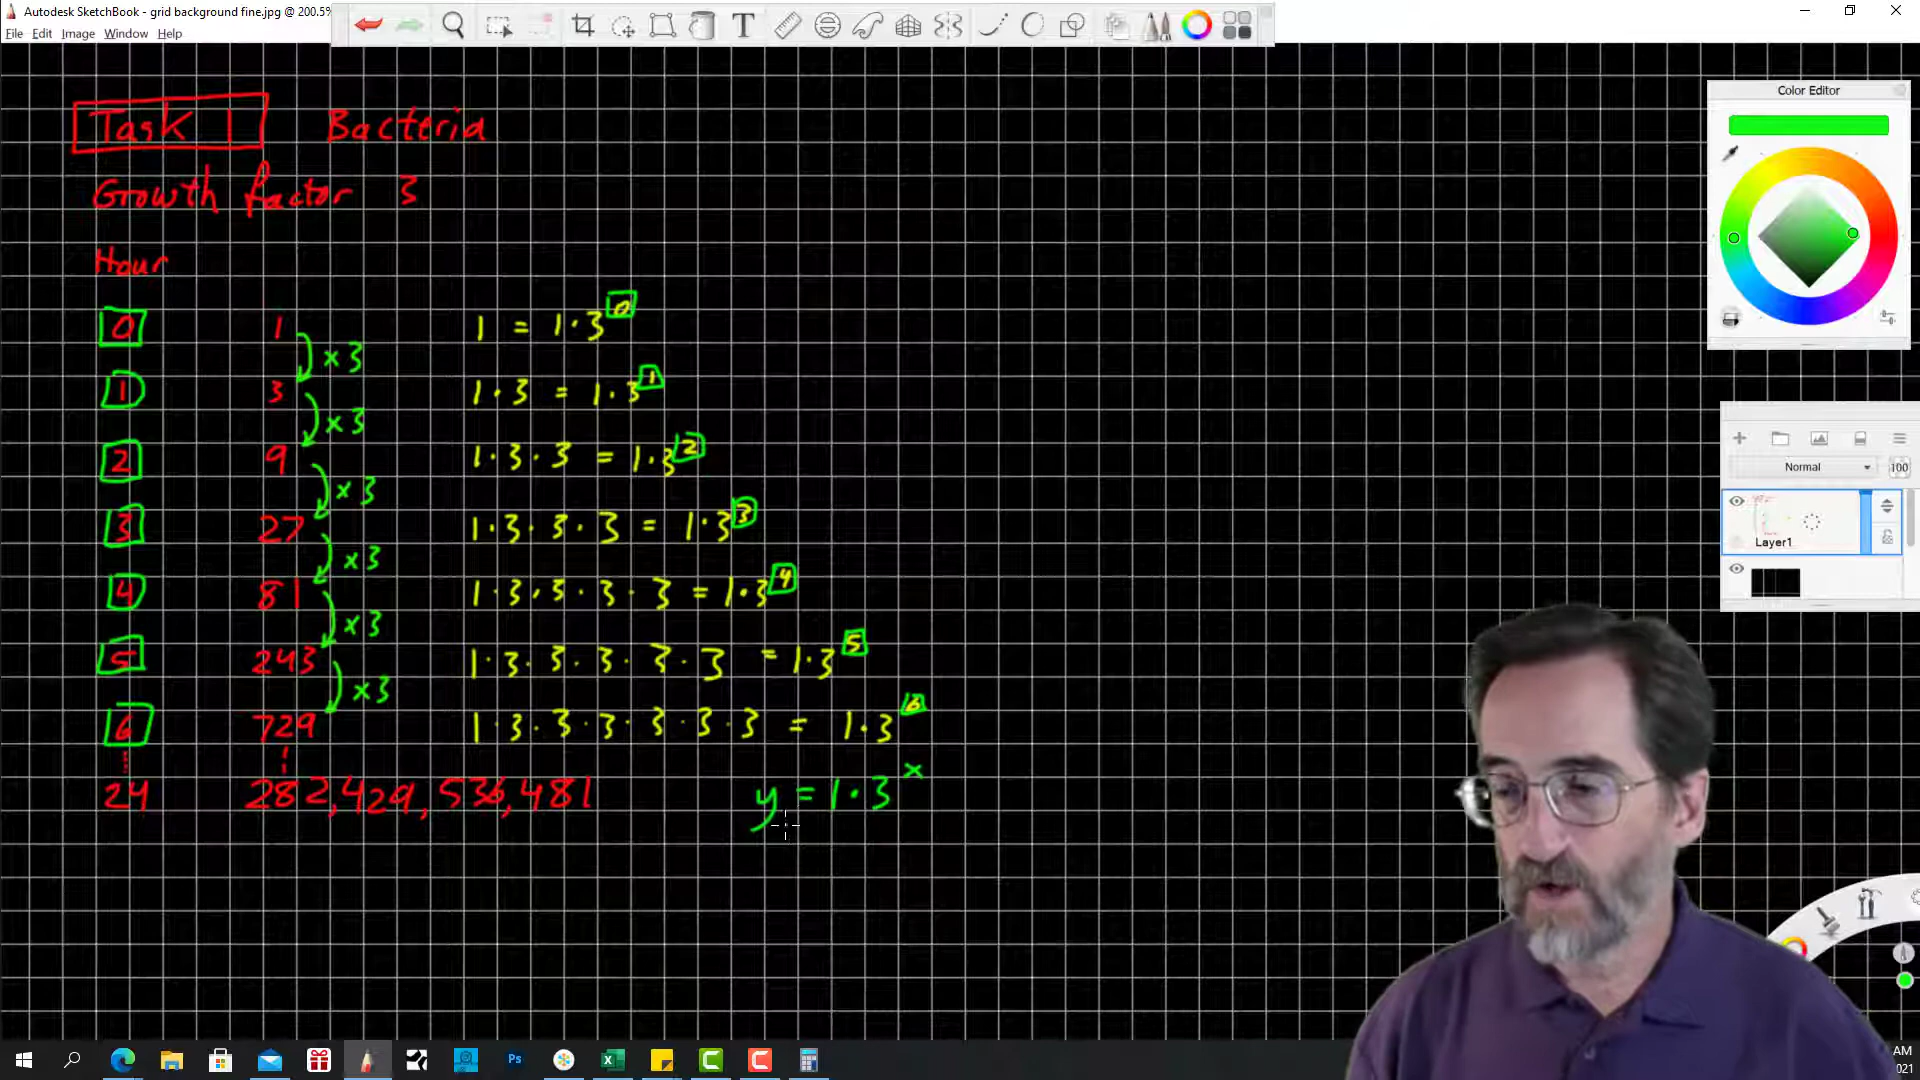 Autodesk SketchBook - grid background fine.jpg @ 200.5%
File Edit Image Window Help
Color Editor
Task 1 Bacteria
Growth factor 3
Hour
0 1 1 = 1·3^0
x 3
1 3 1·3 = 1·3^1
x 3
2 9 1·3·3 = 1·3^2
x 3
3 27 1·3·3·3 = 1·3^3
x 3
4 81 1·3·3·3·3 = 1·3^4
x 3
5 243 1·3·3·3·3·3 = 1·3^5
x 3
6 729 1·3·3·3·3·3·3 = 1·3^6
24 282,429,536,481 y = 1·3^x
Normal 100
Layer1
Ps
AM
021